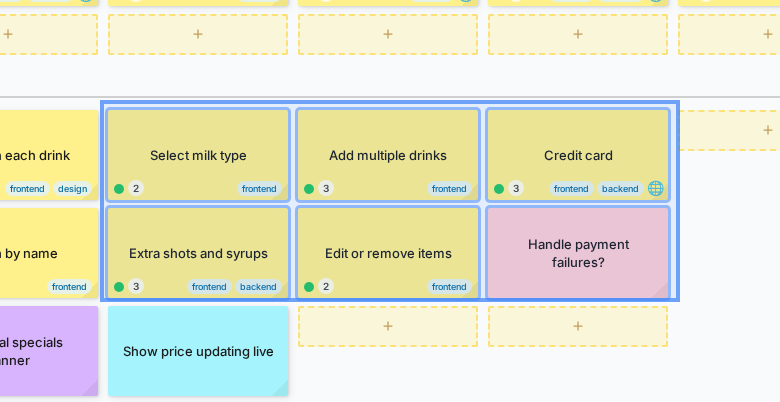 + + + + +
each drink
frontend design
Select milk type
2 frontend
Add multiple drinks
3 frontend
Credit card
3 frontend backend
+
by name
frontend
Extra shots and syrups
3 frontend backend
Edit or remove items
2 frontend
Handle payment
failures?
al specials
nner
Show price updating live
+ +